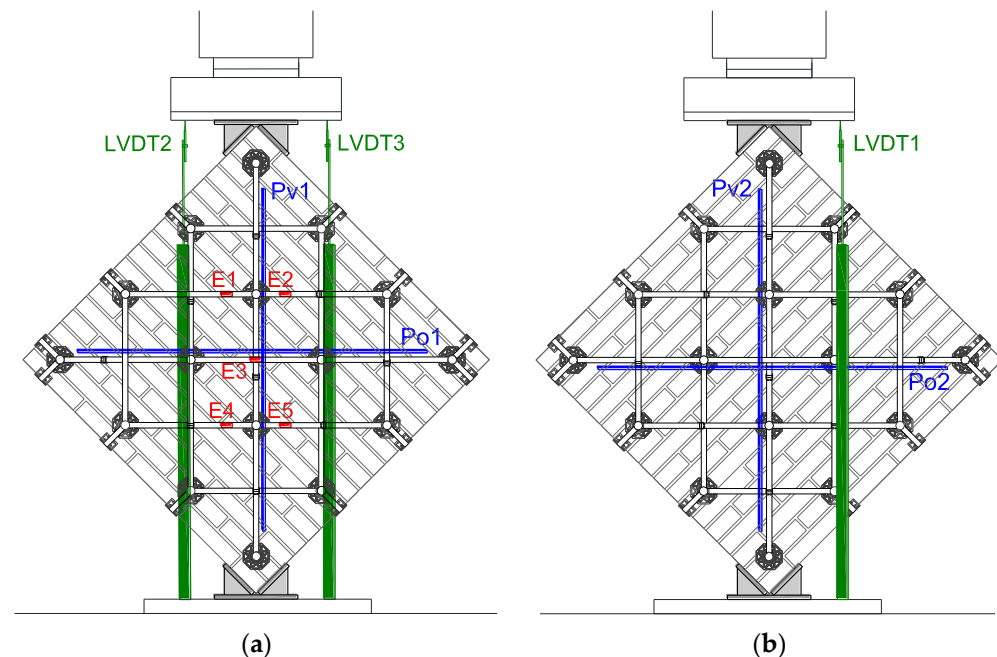 LVDT2 LVDT3
Pv1
E1 E2
Po1
E3
E4 E5
(a)
LVDT1
Pv2
Po2
(b)